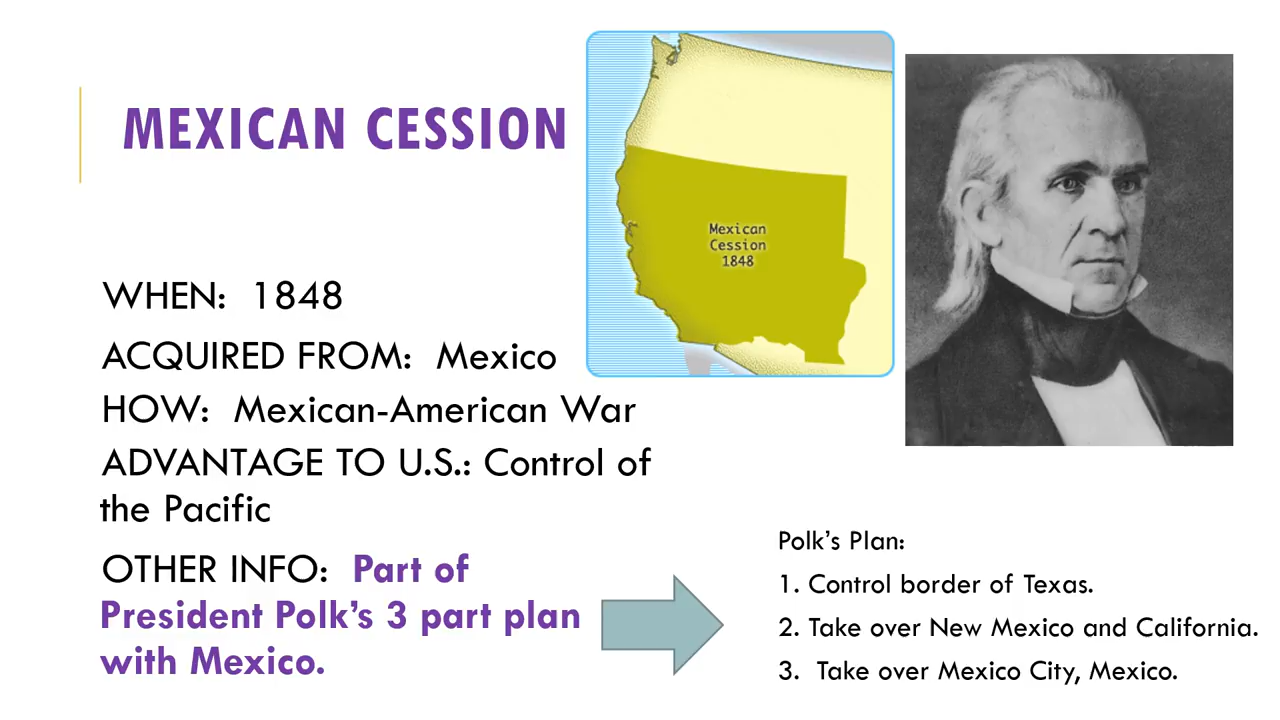 MEXICAN CESSION
Mexican
Cession
1848
WHEN: 1848
ACQUIRED FROM: Mexico
HOW: Mexican-American War
ADVANTAGE TO U.S.: Control of
the Pacific
OTHER INFO: Part of
President Polk's 3 part plan
with Mexico.
Polk's Plan:
1. Control border of Texas.
2. Take over New Mexico and California.
3. Take over Mexico City, Mexico.